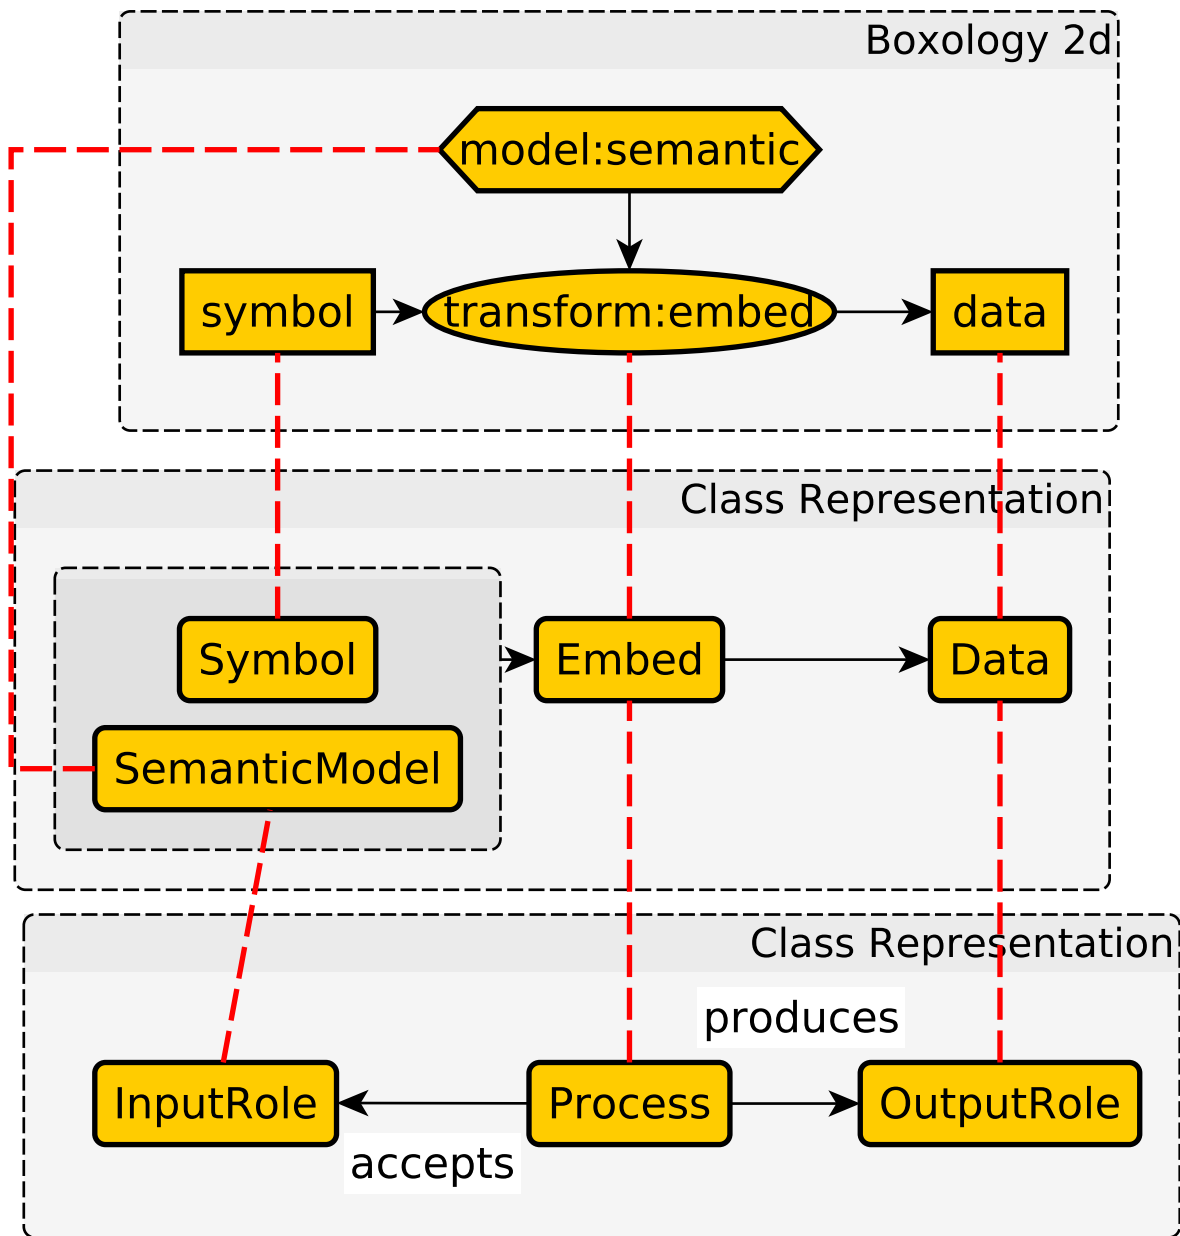 Boxology 2d
model:semantic
symbol
transform:embed
data
Class Representation
Symbol
Embed
Data
SemanticModel
Class Representation
produces
InputRole
Process
OutputRole
accepts